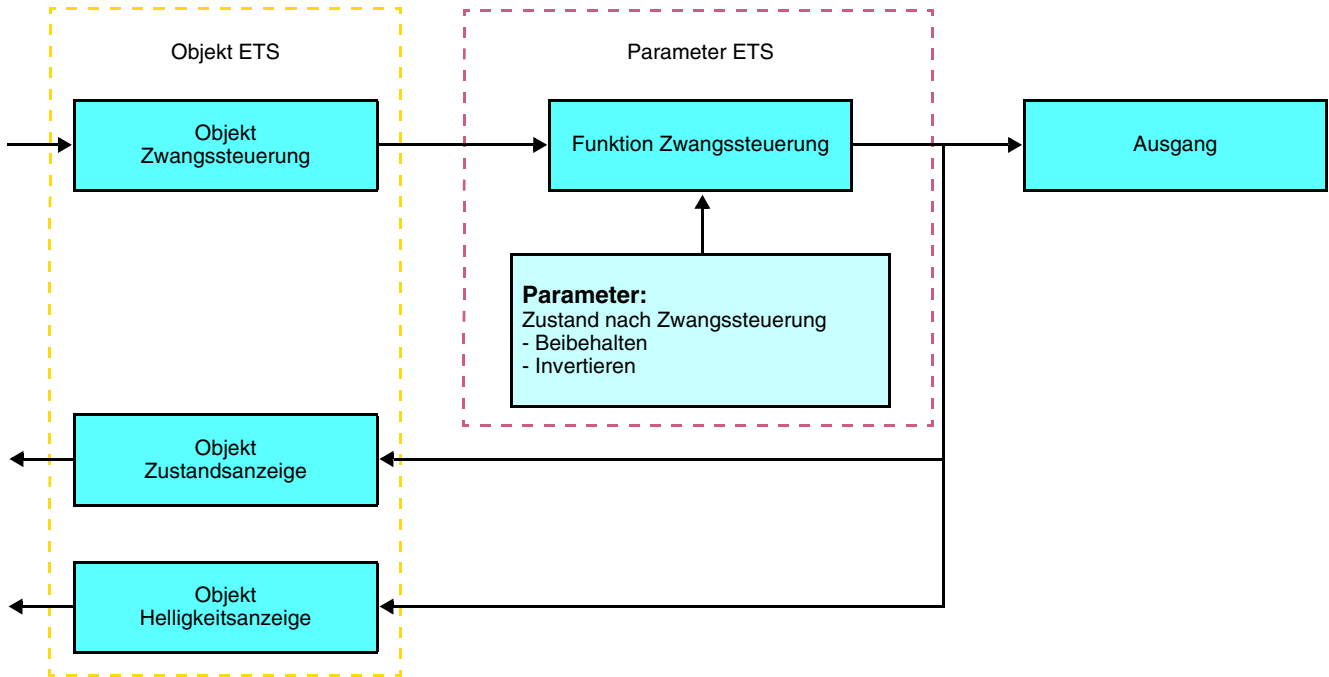 Objekt ETS
Parameter ETS
Objekt
Zwangssteuerung
Funktion Zwangssteuerung
Ausgang
Parameter:
Zustand nach Zwangssteuerung
- Beibehalten
- Invertieren
Objekt
Zustandsanzeige
Objekt
Helligkeitsanzeige